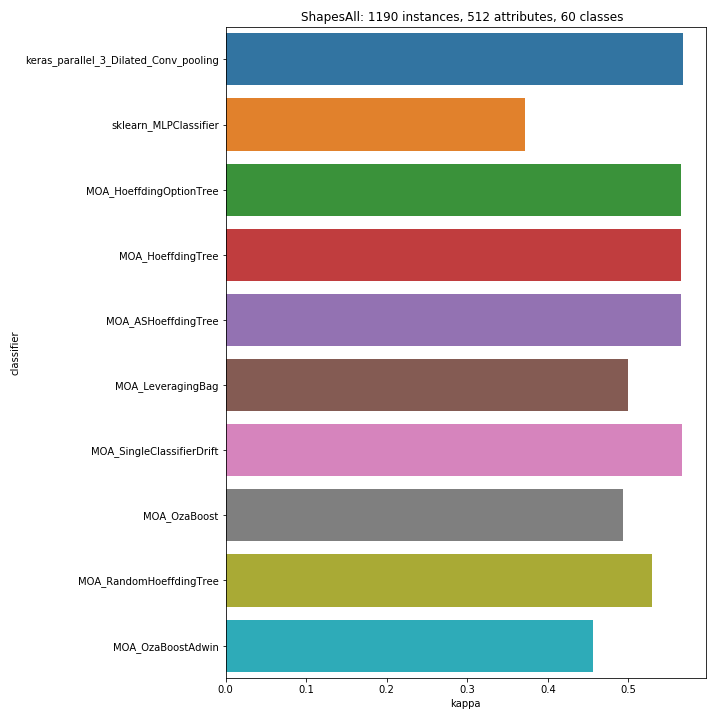 ShapesAll: 1190 instances, 512 attributes, 60 classes
keras_parallel_3_Dilated_Conv_pooling
sklearn_MLPClassifier
MOA_HoeffdingOptionTree
MOA_HoeffdingTree
MOA_ASHoeffdingTree
MOA_LeveragingBag
MOA_SingleClassifierDrift
MOA_OzaBoost
MOA_RandomHoeffdingTree
MOA_OzaBoostAdwin
classifier
0.0 0.1 0.2 0.3 0.4 0.5
kappa